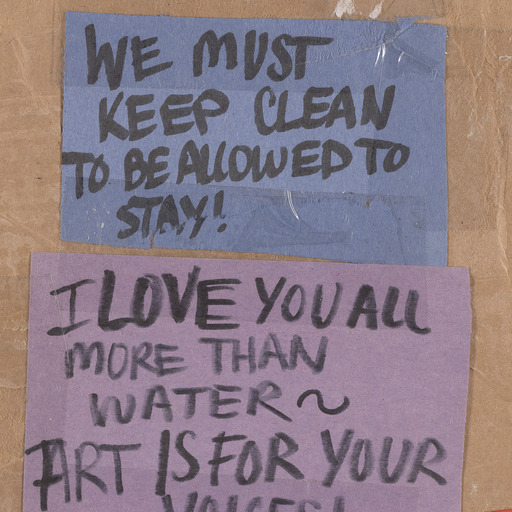 WE MUST
KEEP CLEAN
TO BE ALLOWED TO
STAY!
I LOVE YOU ALL
MORE THAN
WATER ~
ART IS FOR YOUR
VOICES!